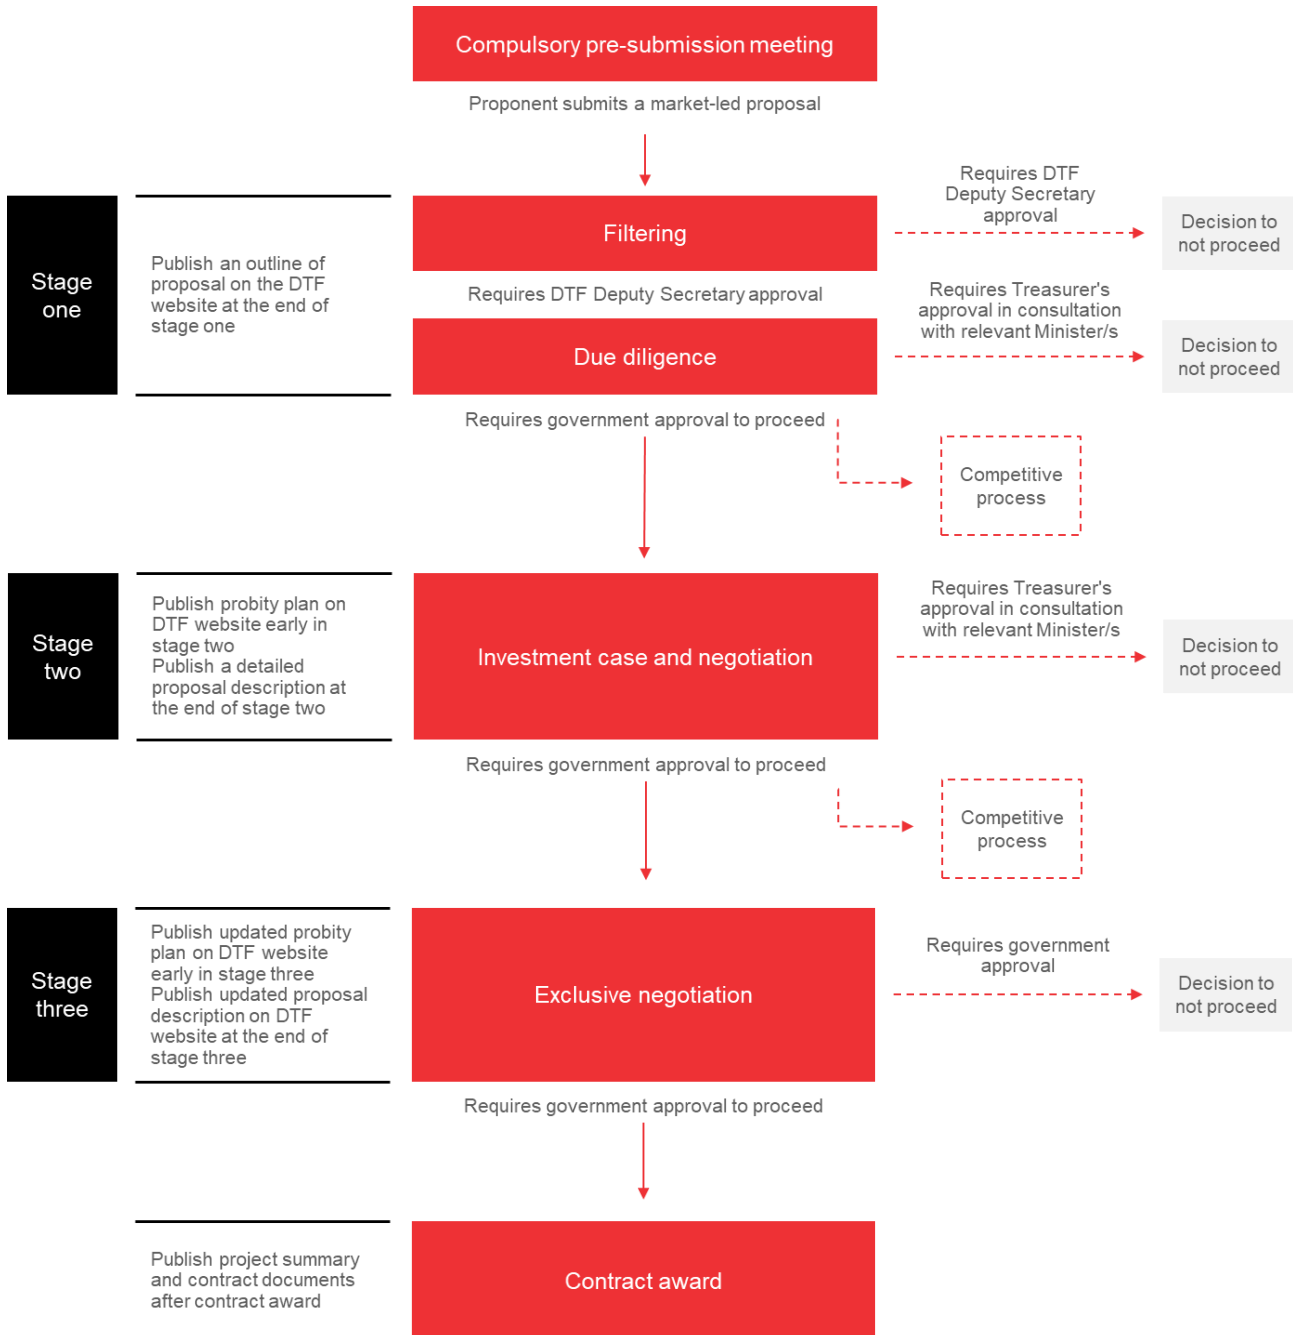 Compulsory pre-submission meeting
Proponent submits a market-led proposal
Stage
one
Publish an outline of
proposal on the DTF
website at the end of
stage one
Filtering
Requires DTF
Deputy Secretary
approval
Decision to
not proceed
Requires DTF Deputy Secretary approval
Due diligence
Requires Treasurer's
approval in consultation
with relevant Minister/s
Decision to
not proceed
Requires government approval to proceed
Competitive
process
Stage
two
Publish probity plan on
DTF website early in
stage two
Publish a detailed
proposal description at
the end of stage two
Investment case and negotiation
Requires Treasurer's
approval in consultation
with relevant Minister/s
Decision to
not proceed
Requires government approval to proceed
Competitive
process
Stage
three
Publish updated probity
plan on DTF website
early in stage three
Publish updated proposal
description on DTF
website at the end of
stage three
Exclusive negotiation
Requires government
approval
Decision to
not proceed
Requires government approval to proceed
Publish project summary
and contract documents
after contract award
Contract award